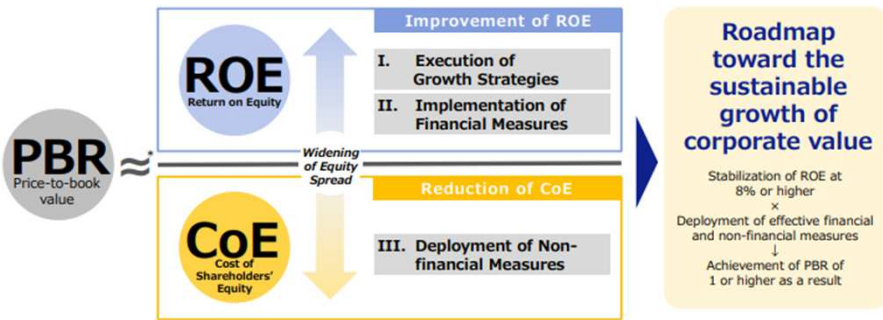 PBR
Price-to-book
value
≈*
ROE
Return on Equity
Widening
of Equity
Spread
CoE
Cost of
Shareholders'
Equity
Improvement of ROE
I. Execution of
Growth Strategies
II. Implementation of
Financial Measures
Reduction of CoE
III. Deployment of Non-
financial Measures
Roadmap
toward the
sustainable
growth of
corporate value
Stabilization of ROE at
8% or higher
×
Deployment of effective financial
and non-financial measures
↓
Achievement of PBR of
1 or higher as a result